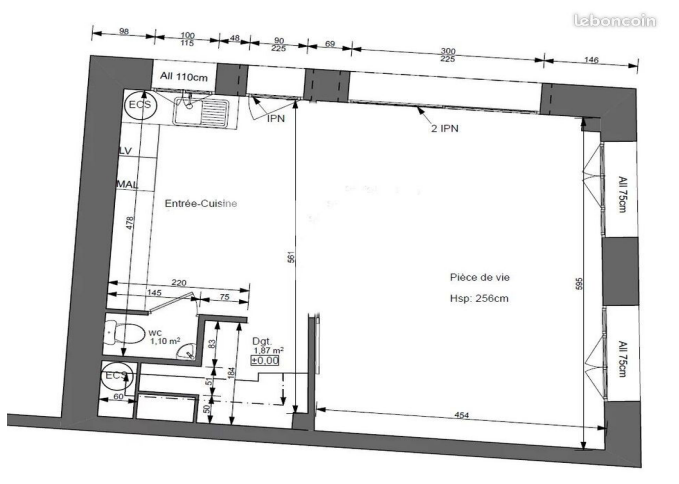 leboncoin
98
100
115
48
90
225
69
300
225
146
All 110cm
ECS
IPN
2 IPN
LV
MAL
Entrée-Cuisine
478
561
595
All 75cm
Pièce de vie
Hsp: 256cm
220
145
75
WC
1,10 m²
83
Dgt.
1,87 m²
±0,00
184
All 75cm
ECS
51
60
50
454